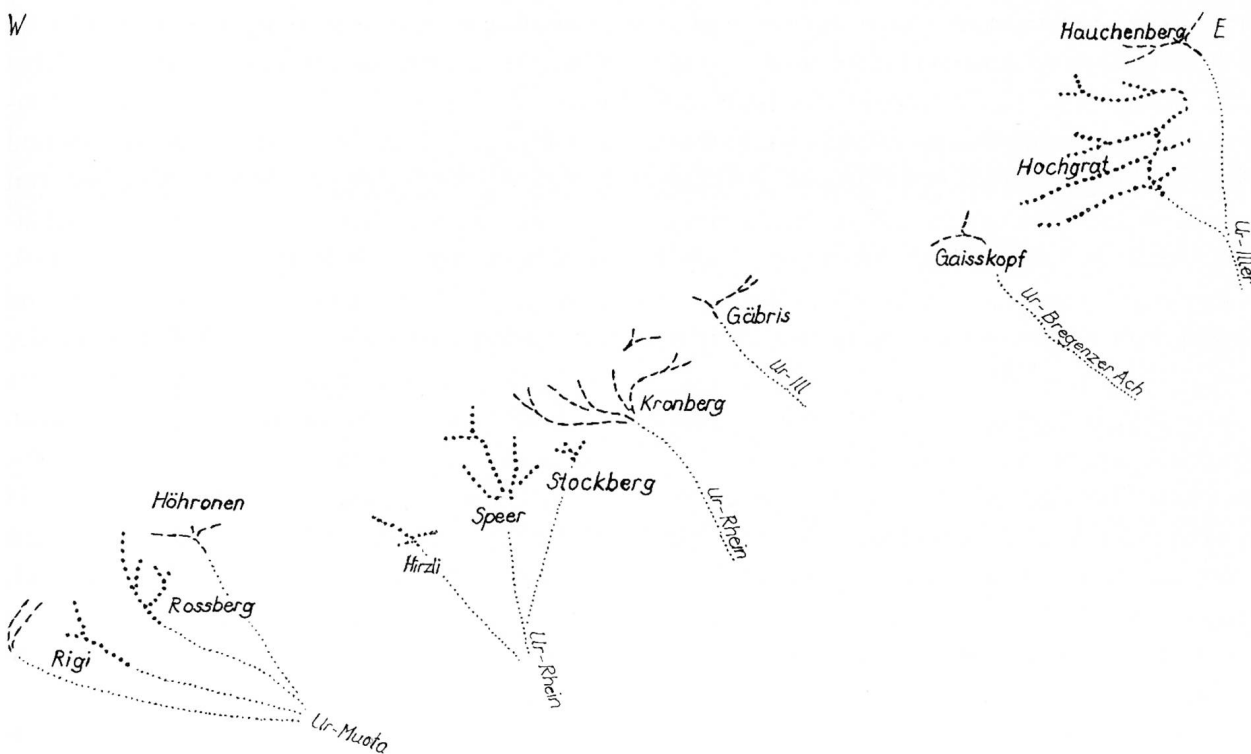 W
Hauchenberg
E
Hochgrat
Ur-Iller
Gaisskopf
Ur-Bregenzer Ach
Gäbris
Ur-Ill
Kronberg
Ur-Rhein
Stockberg
Speer
Höhronen
Hirzli
Rossberg
Ur-Rhein
Rigi
Ur-Muota